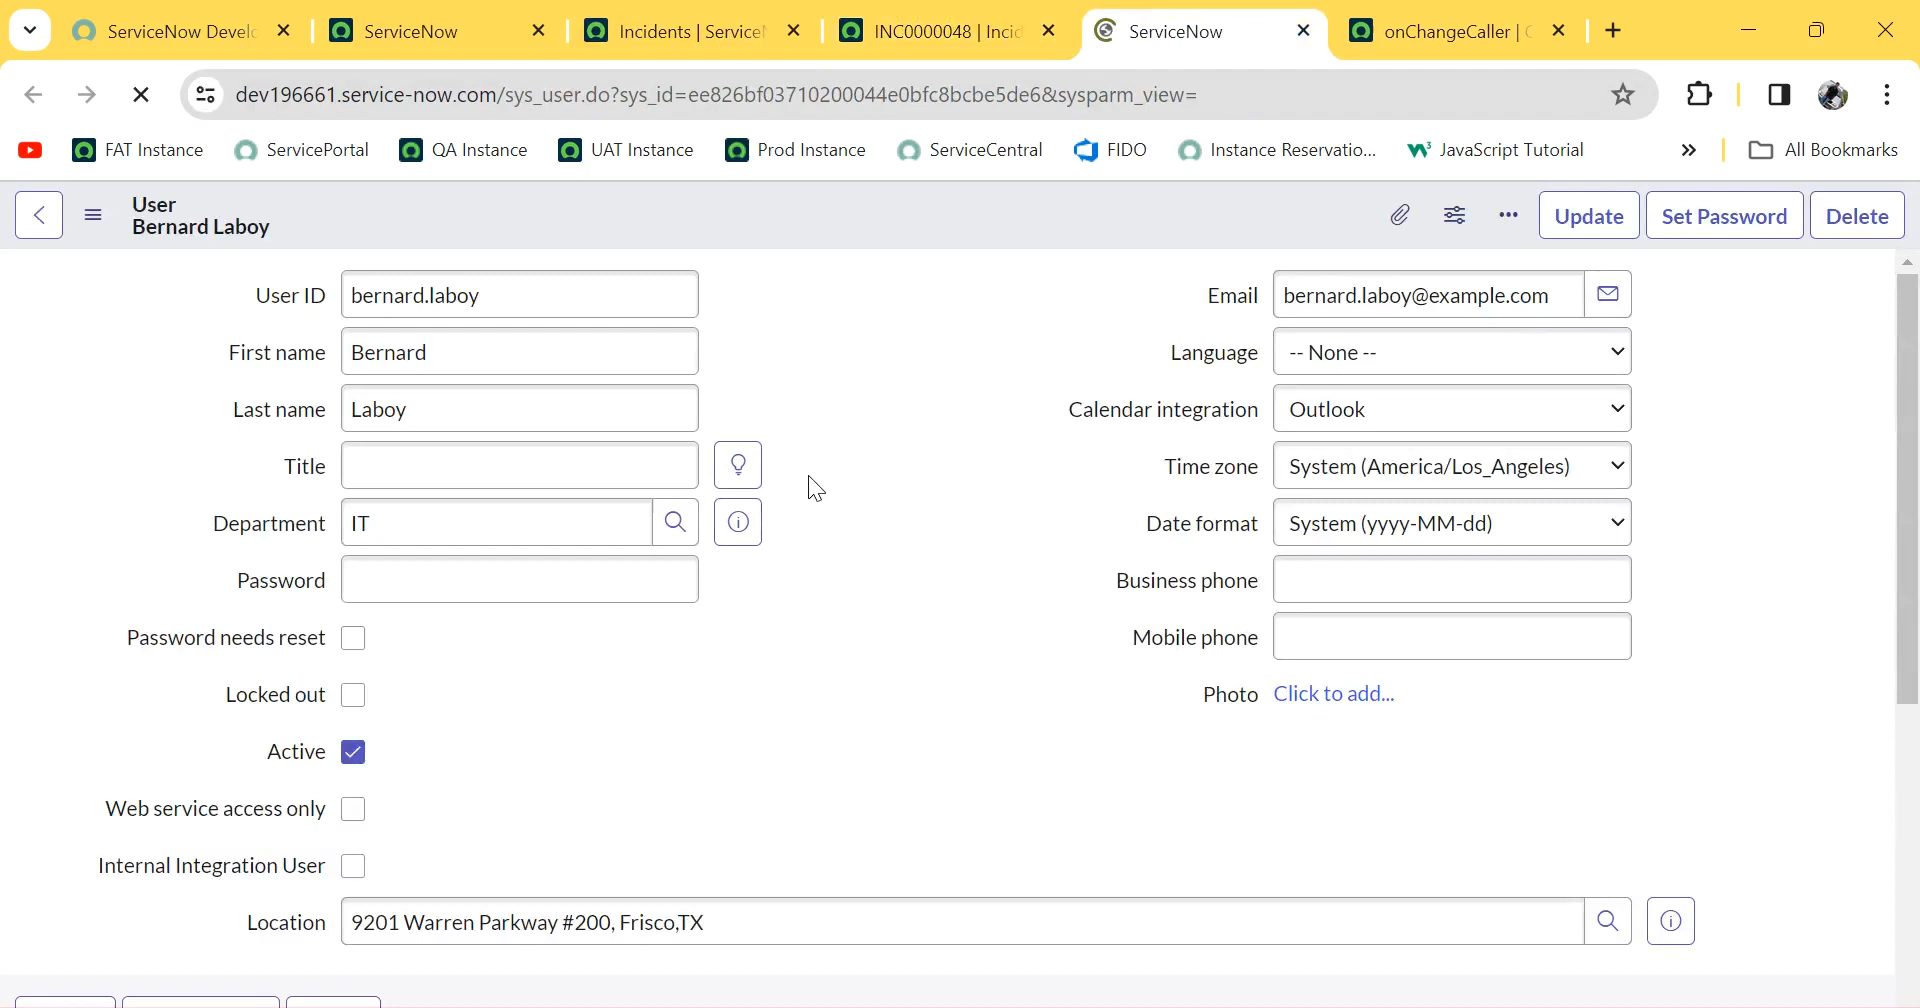 ServiceNow Develo
ServiceNow
Incidents | Service
INC0000048 | Incid
ServiceNow
onChangeCaller | C
dev196661.service-now.com/sys_user.do?sys_id=ee826bf03710200044e0bfc8bcbe5de6&sysparm_view=
FAT Instance
ServicePortal
QA Instance
UAT Instance
Prod Instance
ServiceCentral
FIDO
Instance Reservatio...
JavaScript Tutorial
All Bookmarks
User
Bernard Laboy
Update
Set Password
Delete
User ID
bernard.laboy
Email
bernard.laboy@example.com
First name
Bernard
Language
-- None --
Last name
Laboy
Calendar integration
Outlook
Title
Time zone
System (America/Los_Angeles)
Department
IT
Date format
System (yyyy-MM-dd)
Password
Business phone
Password needs reset
Mobile phone
Locked out
Photo
Click to add...
Active
Web service access only
Internal Integration User
Location
9201 Warren Parkway #200, Frisco,TX